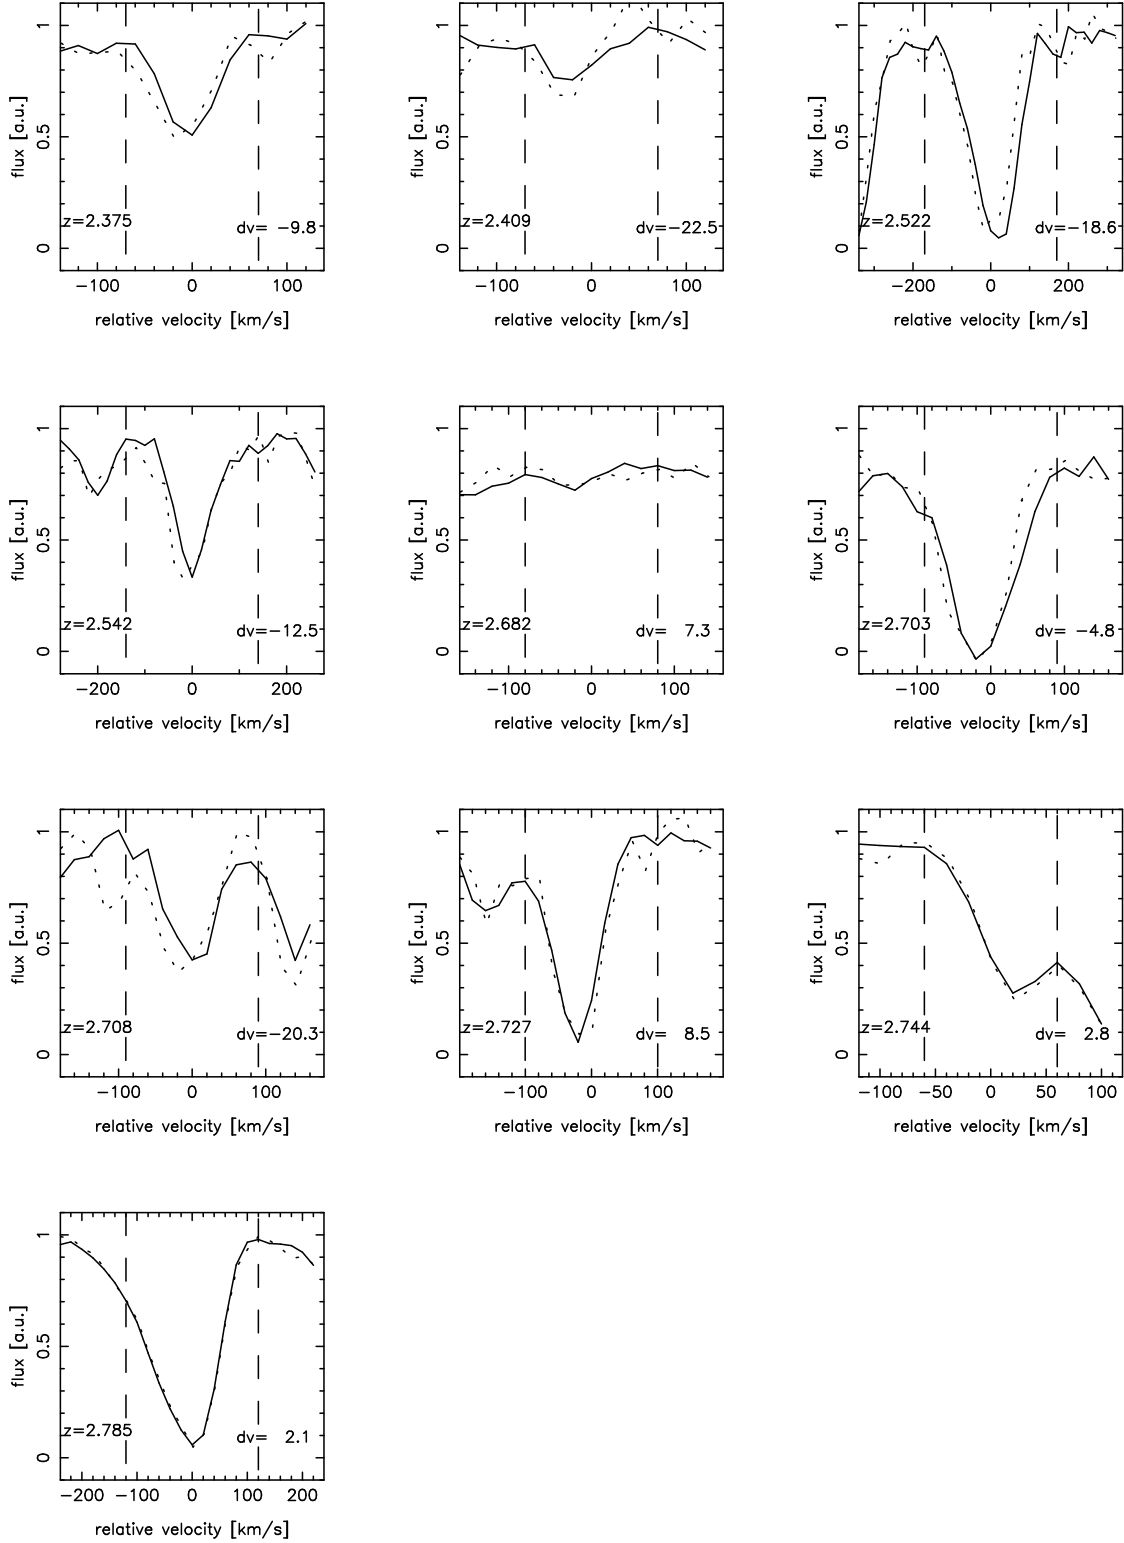 flux [a.u.]
1
0.5
0
z=2.375
dv= −9.8
−100 0 100
relative velocity [km/s]
flux [a.u.]
1
0.5
0
z=2.409
dv=−22.5
−100 0 100
relative velocity [km/s]
flux [a.u.]
1
0.5
0
z=2.522
dv=−18.6
−200 0 200
relative velocity [km/s]
flux [a.u.]
1
0.5
0
z=2.542
dv=−12.5
−200 0 200
relative velocity [km/s]
flux [a.u.]
1
0.5
0
z=2.682
dv= 7.3
−100 0 100
relative velocity [km/s]
flux [a.u.]
1
0.5
0
z=2.703
dv= −4.8
−100 0 100
relative velocity [km/s]
flux [a.u.]
1
0.5
0
z=2.708
dv=−20.3
−100 0 100
relative velocity [km/s]
flux [a.u.]
1
0.5
0
z=2.727
dv= 8.5
−100 0 100
relative velocity [km/s]
flux [a.u.]
1
0.5
0
z=2.744
dv= 2.8
−100 −50 0 50 100
relative velocity [km/s]
flux [a.u.]
1
0.5
0
z=2.785
dv= 2.1
−200 −100 0 100 200
relative velocity [km/s]